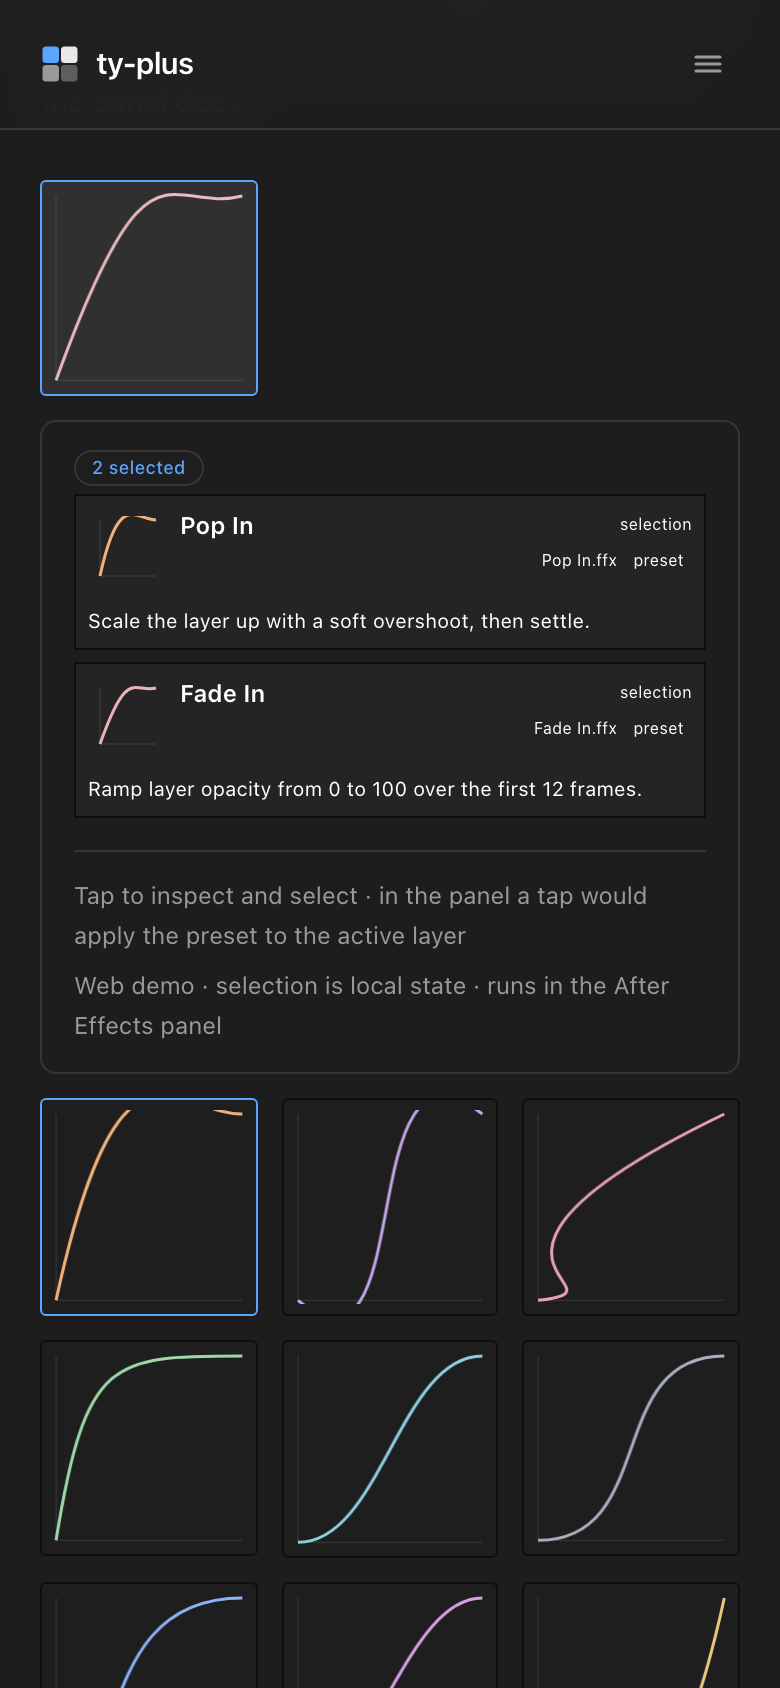 ty-plus
the panel does.
2 selected
Pop In
selection
Pop In.ffx preset
Scale the layer up with a soft overshoot, then settle.
Fade In
selection
Fade In.ffx preset
Ramp layer opacity from 0 to 100 over the first 12 frames.
Tap to inspect and select · in the panel a tap would
apply the preset to the active layer
Web demo · selection is local state · runs in the After
Effects panel